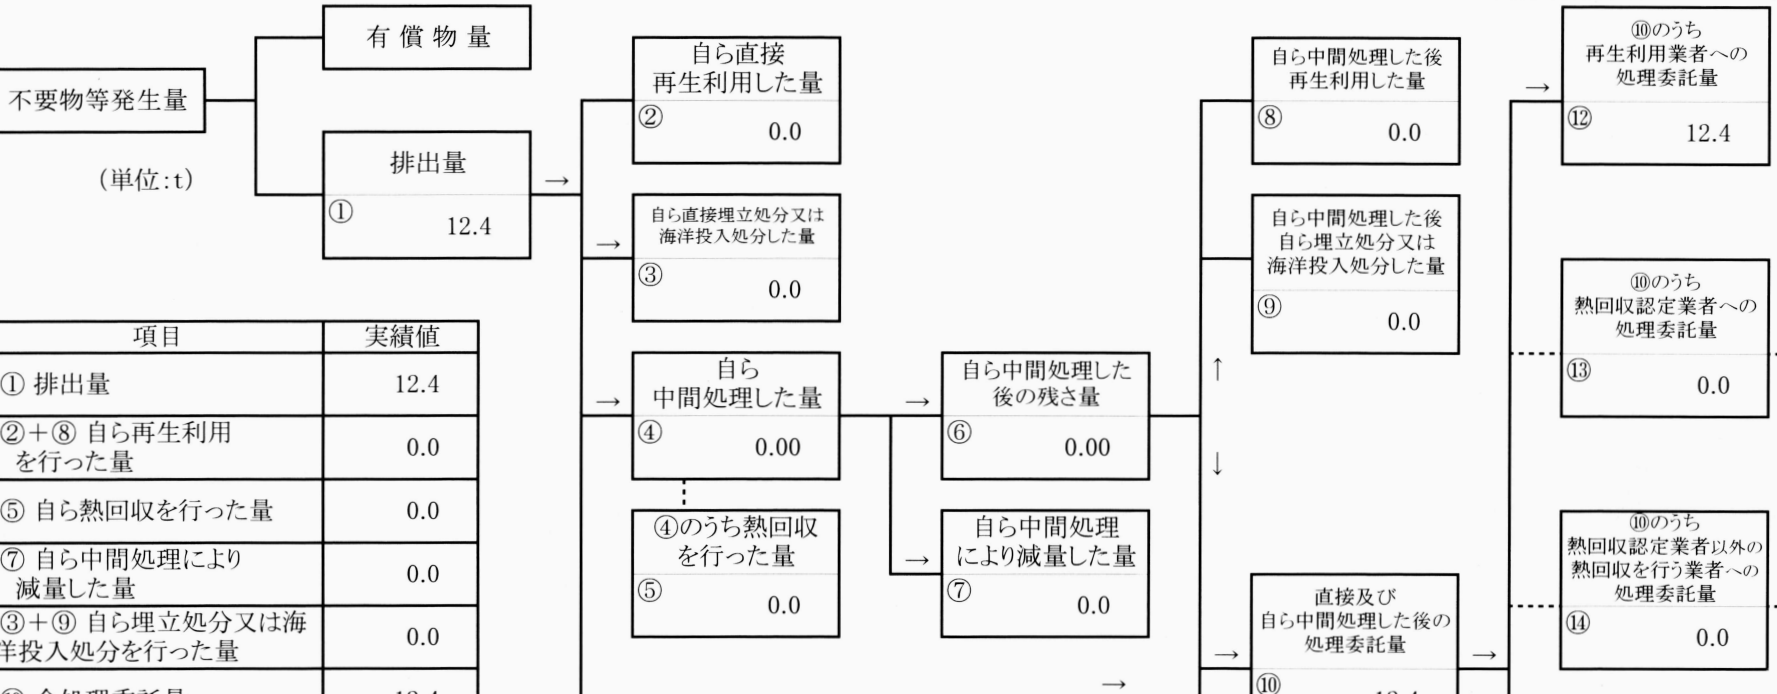 有償物量
不要物等発生量
(単位:t)
排出量
①
12.4
→
自ら直接
再生利用した量
②
0.0
→
自ら直接埋立処分又は
海洋投入処分した量
③
0.0
→
自ら
中間処理した量
④
0.00
④のうち熱回収
を行った量
⑤
0.0
→
自ら中間処理した
後の残さ量
⑥
0.00
→
自ら中間処理
により減量した量
⑦
0.0
自ら中間処理した後
再生利用した量
⑧
0.0
自ら中間処理した後
自ら埋立処分又は
海洋投入処分した量
⑨
0.0
↑
↓
→
→
直接及び
自ら中間処理した後の
処理委託量
⑩
→
→
⑩のうち
再生利用業者への
処理委託量
⑫
12.4
⑩のうち
熱回収認定業者への
処理委託量
⑬
0.0
⑩のうち
熱回収認定業者以外の
熱回収を行う業者への
処理委託量
⑭
0.0
項目 実績値
① 排出量 12.4
②+⑧ 自ら再生利用
を行った量 0.0
⑤ 自ら熱回収を行った量 0.0
⑦ 自ら中間処理により
減量した量 0.0
③+⑨ 自ら埋立処分又は海
洋投入処分を行った量 0.0